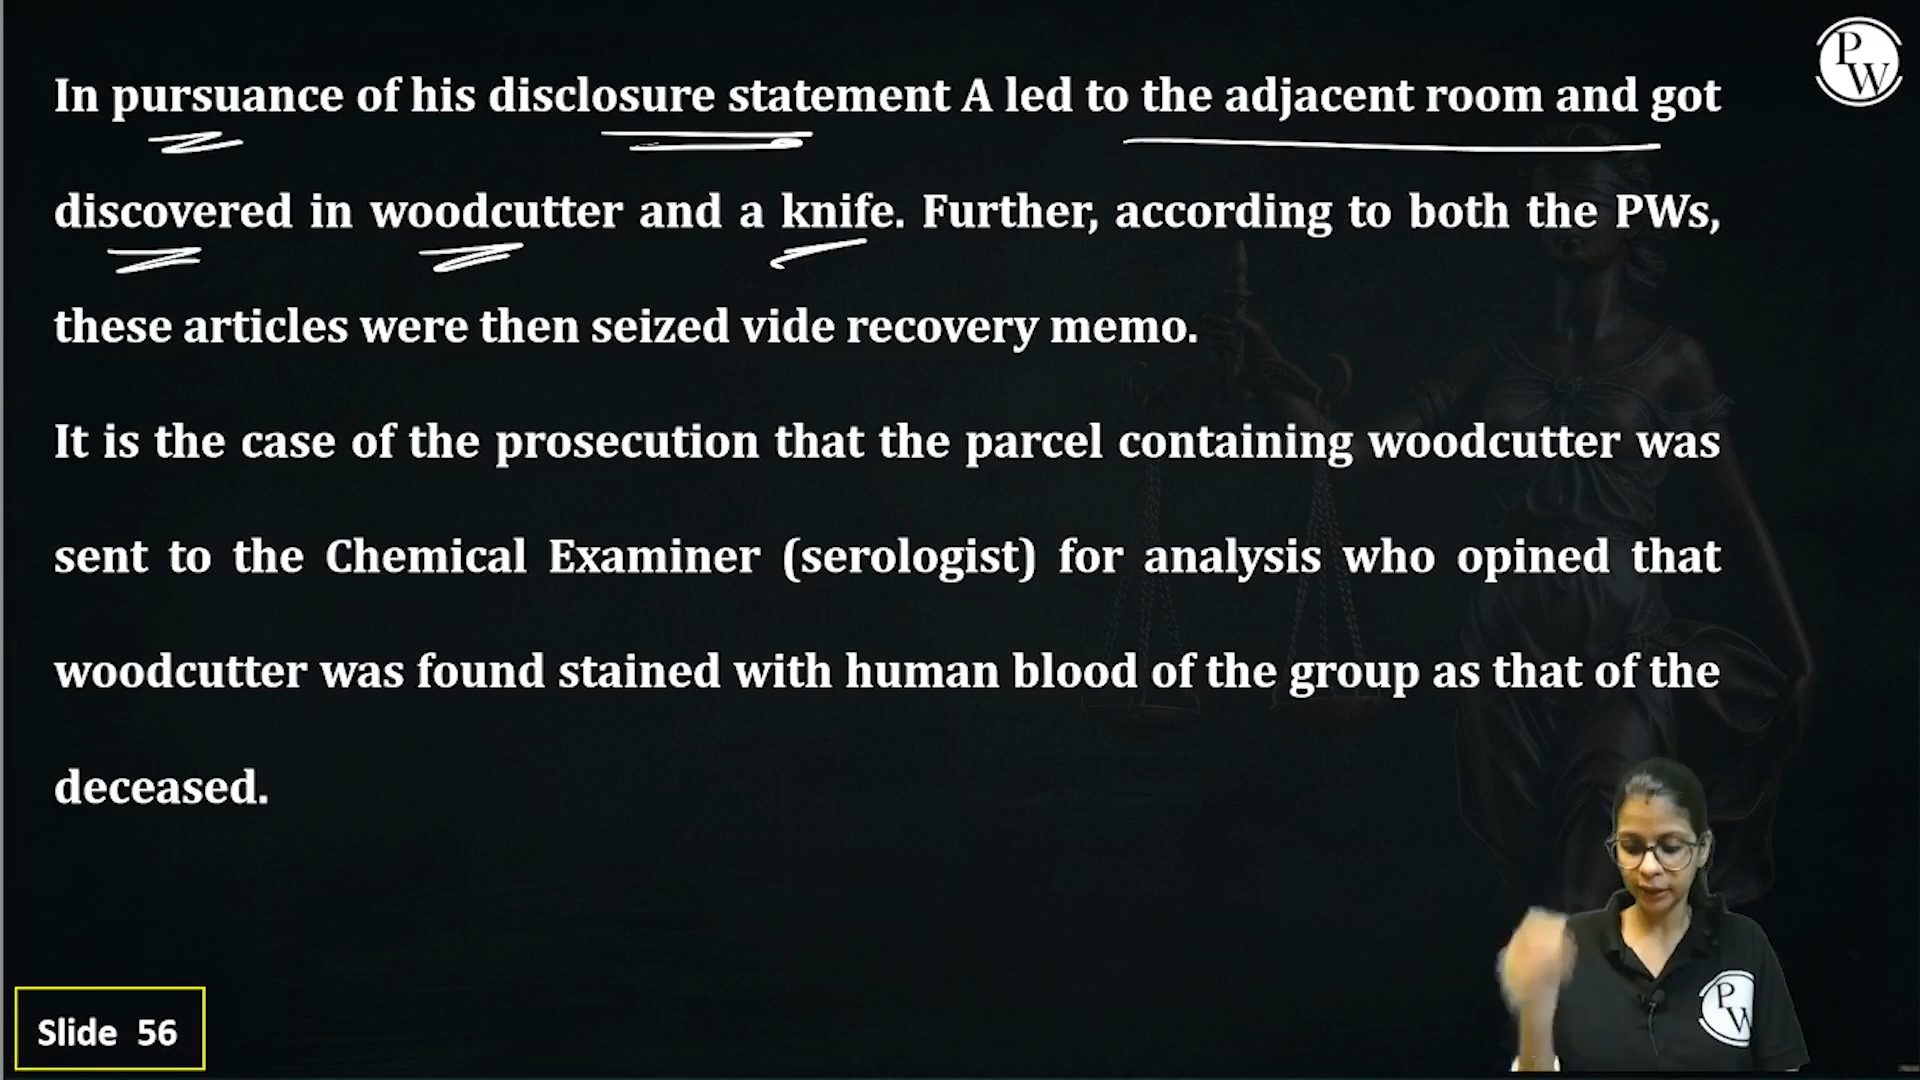 In pursuance of his disclosure statement A led to the adjacent room and got
discovered in woodcutter and a knife. Further, according to both the PWs,
these articles were then seized vide recovery memo.
It is the case of the prosecution that the parcel containing woodcutter was
sent to the Chemical Examiner (serologist) for analysis who opined that
woodcutter was found stained with human blood of the group as that of the
deceased.
Slide 56
PW
PW